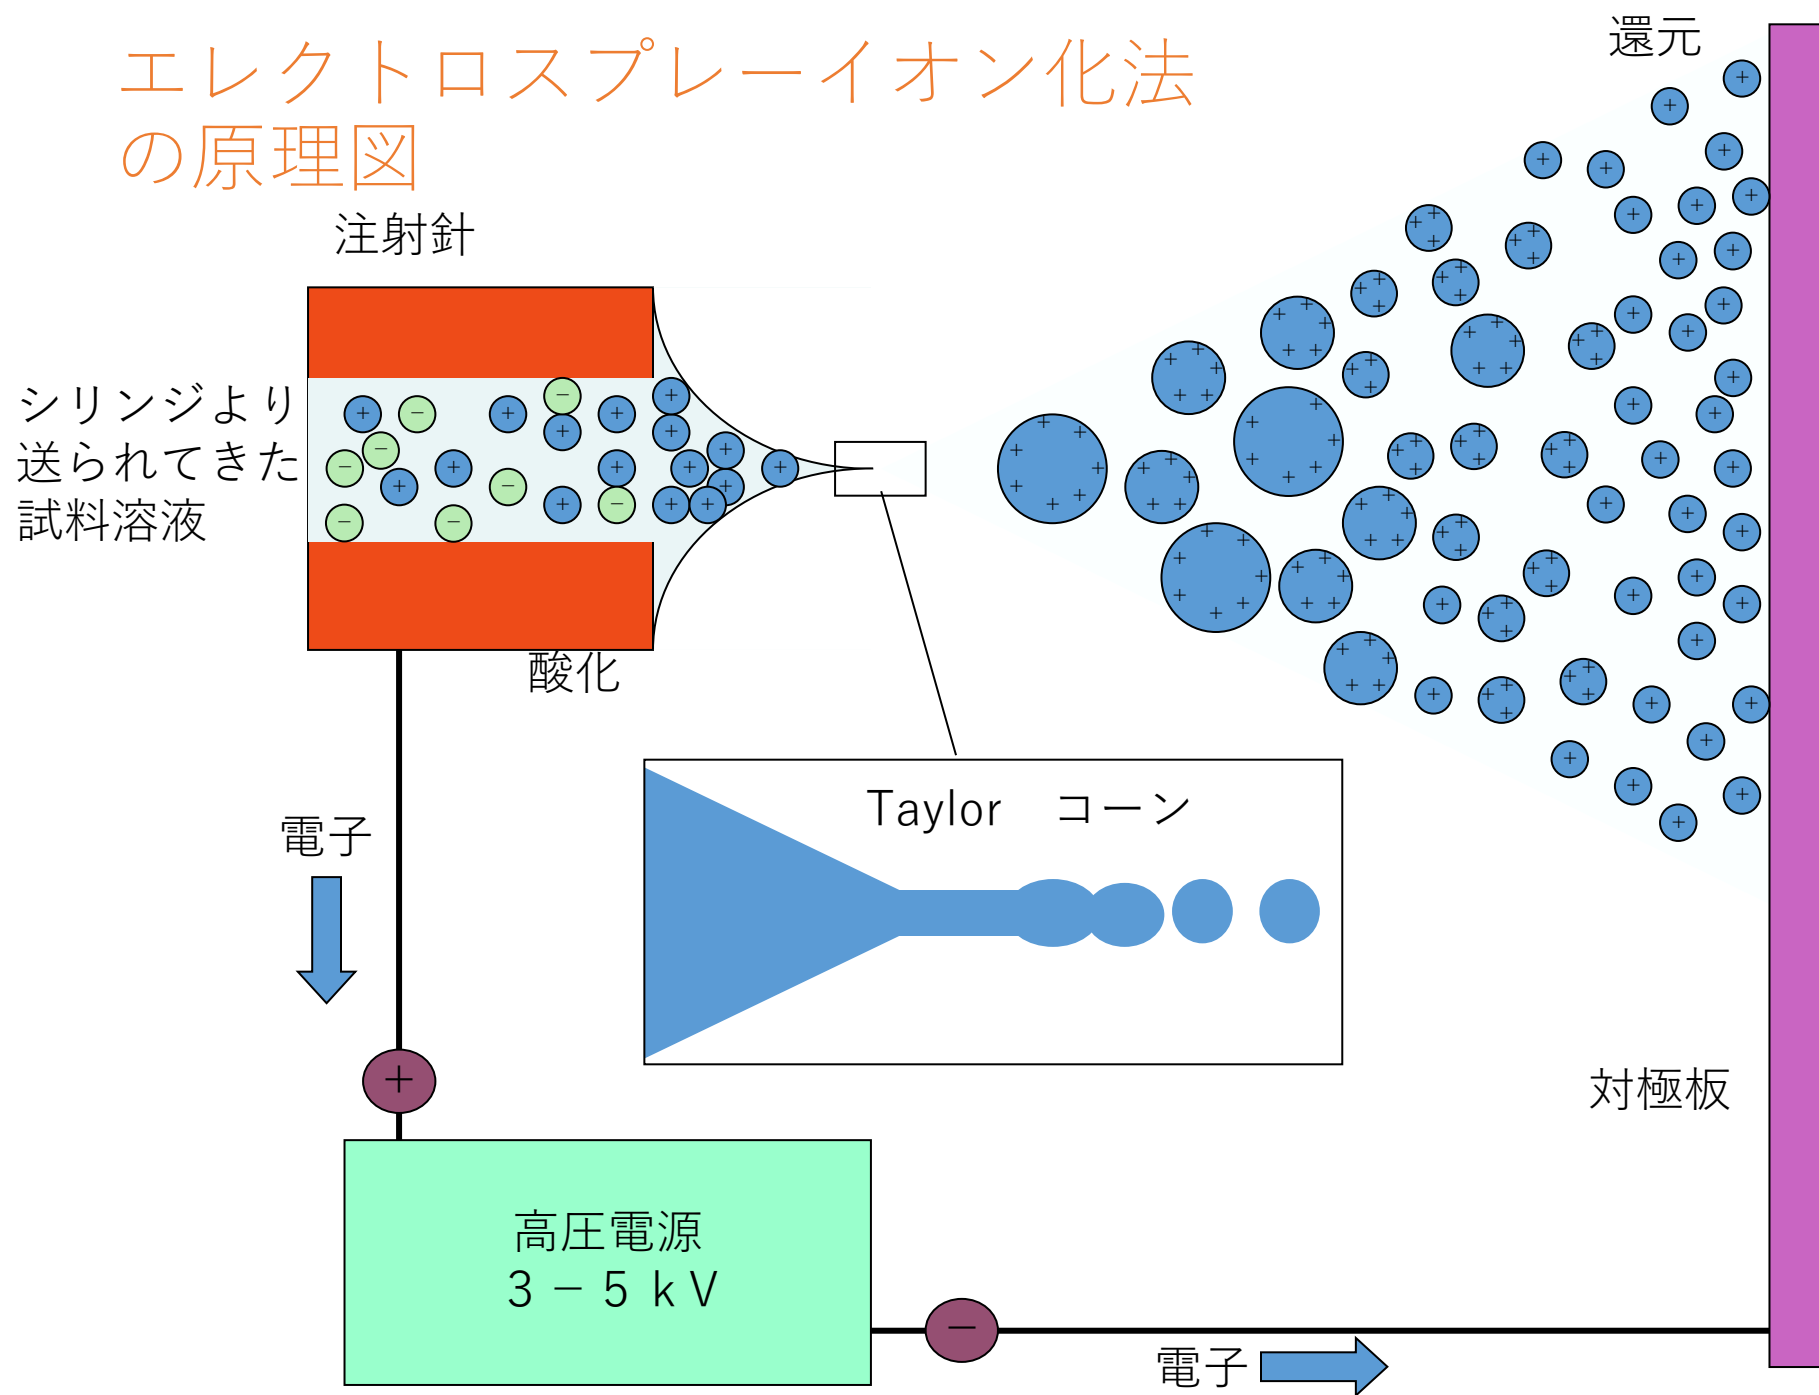 エレクトロスプレーイオン化法
の原理図
還元
注射針
シリンジより
送られてきた
試料溶液
酸化
Taylor　コーン
電子
+
対極板
高圧電源
３－５ｋV
−
電子